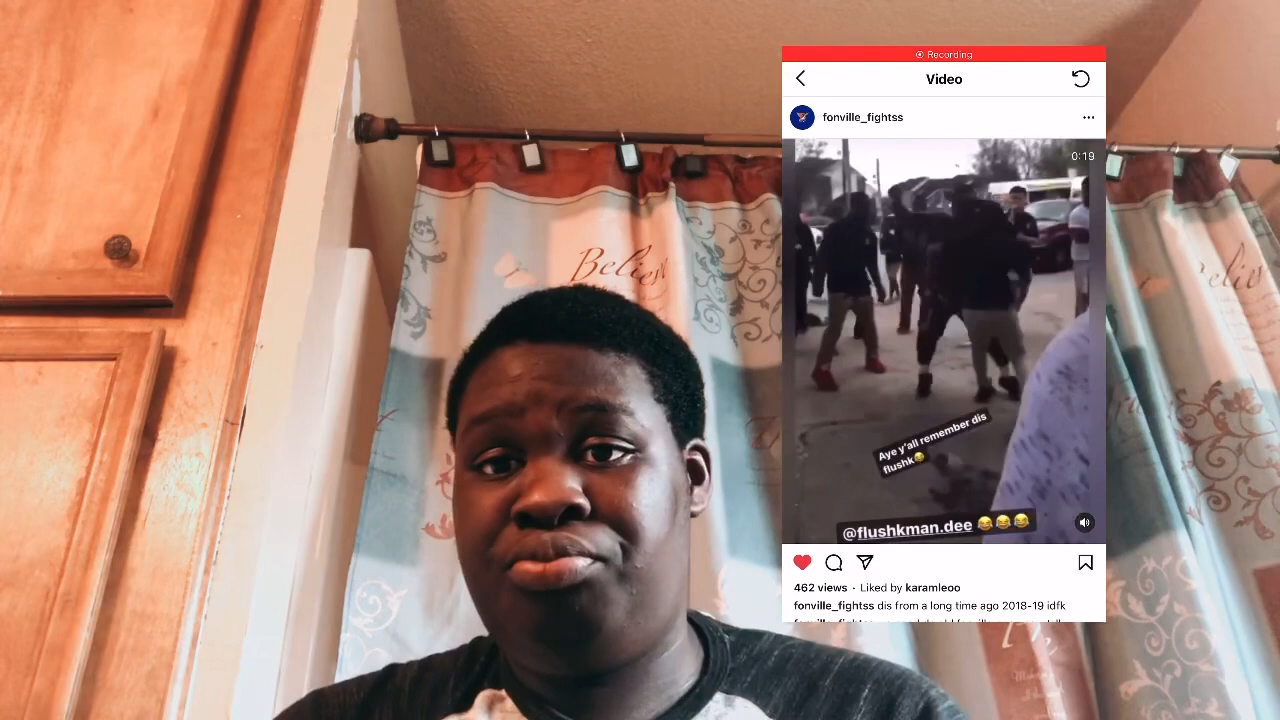 Believe
Recording
Video
fonville_fightss
0:19
Aye y'all remember dis
flushk😂
@flushkman.dee 😂😂😂
462 views · Liked by karamleoo
fonville_fightss dis from a long time ago 2018-19 idfk